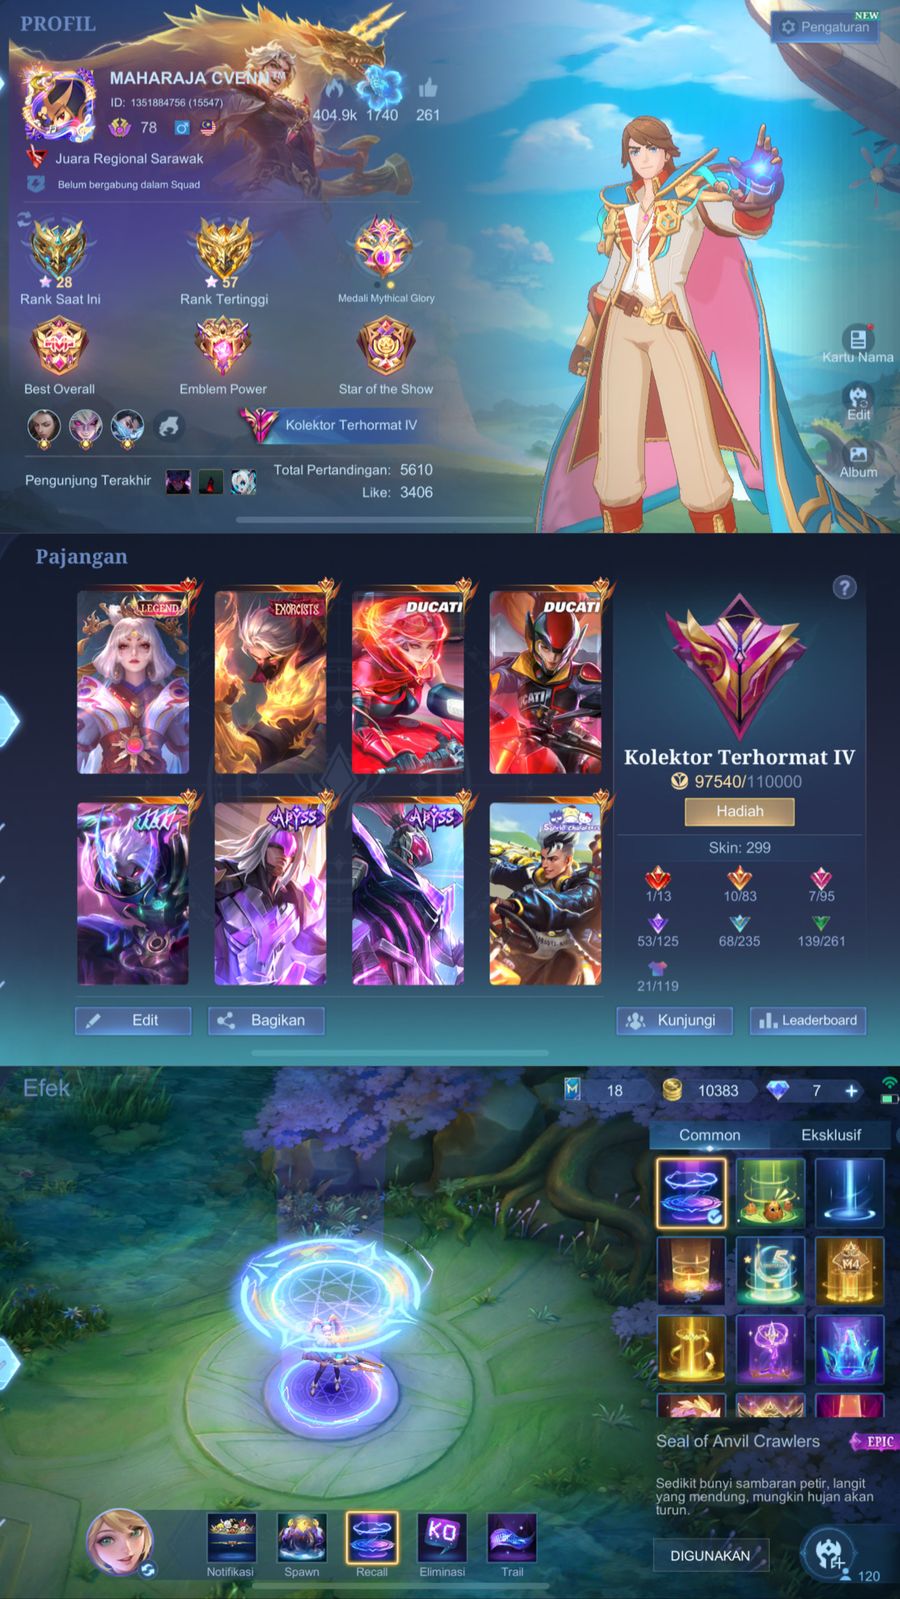 PROFIL
NEW
Pengaturan
MAHARAJA CVENN™
ID: 1351884756 (15547)
78
404.9k 1740 261
Juara Regional Sarawak
Belum bergabung dalam Squad
28
57
Rank Saat Ini
Rank Tertinggi
Medali Mythical Glory
Best Overall
Emblem Power
Star of the Show
Kartu Nama
Edit
Album
Kolektor Terhormat IV
Pengunjung Terakhir
Total Pertandingan: 5610
Like: 3406
Pajangan
?
LEGEND
EXORCISTS
DUCATI
DUCATI
ABYSS
ABYSS
Kolektor Terhormat IV
97540/110000
Hadiah
Skin: 299
1/13
10/83
7/95
53/125
68/235
139/261
21/119
Edit
Bagikan
Kunjungi
Leaderboard
Efek
18
10383
7
+
Common
Eksklusif
5
M4
Seal of Anvil Crawlers
EPIC
Sedikit bunyi sambaran petir, langit
yang mendung, mungkin hujan akan
turun.
KO
Notifikasi
Spawn
Recall
Eliminasi
Trail
DIGUNAKAN
120